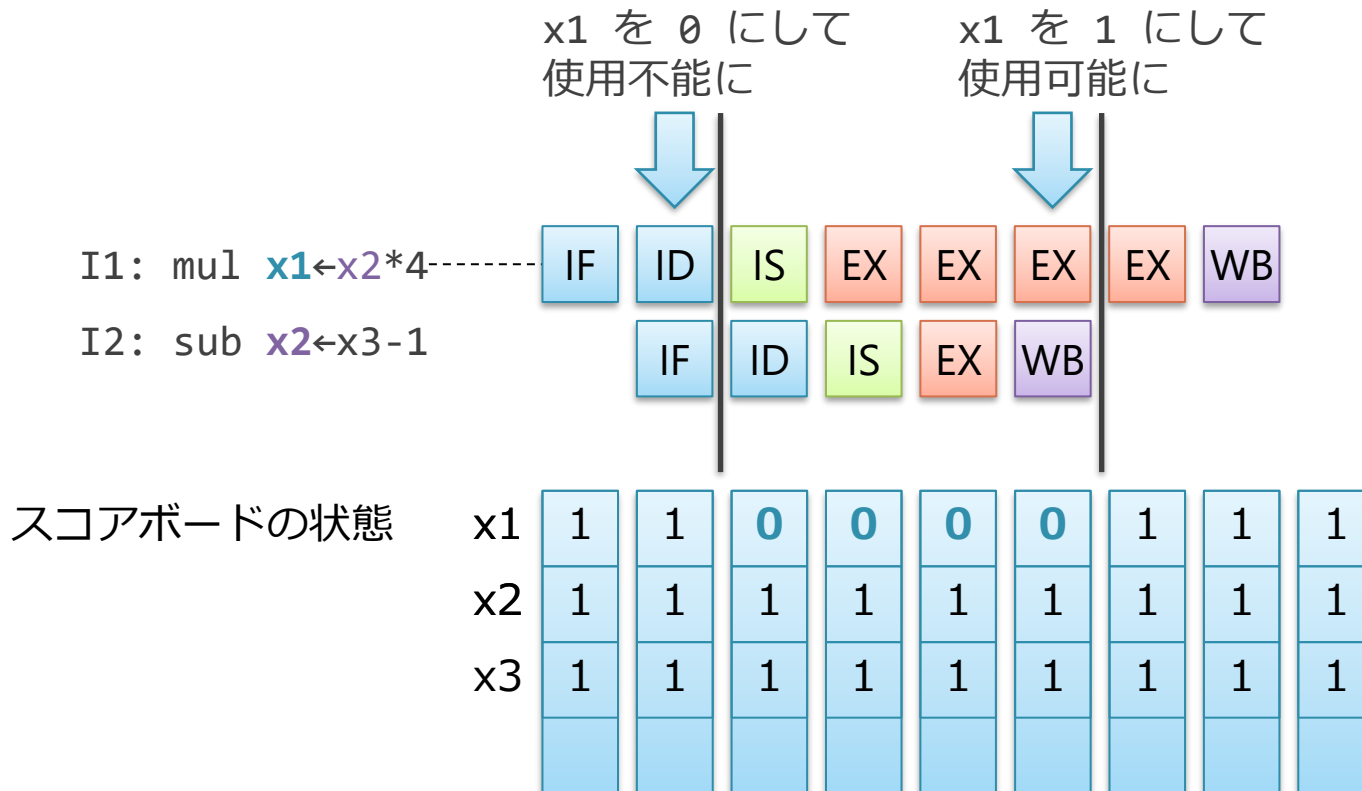 x1 を 0 にして
使用不能に
x1 を 1 にして
使用可能に
I1: mul x1←x2*4 IF ID IS EX EX EX EX WB
I2: sub x2←x3-1 IF ID IS EX WB
スコアボードの状態 x1 1 1 0 0 0 0 1 1 1
x2 1 1 1 1 1 1 1 1 1
x3 1 1 1 1 1 1 1 1 1